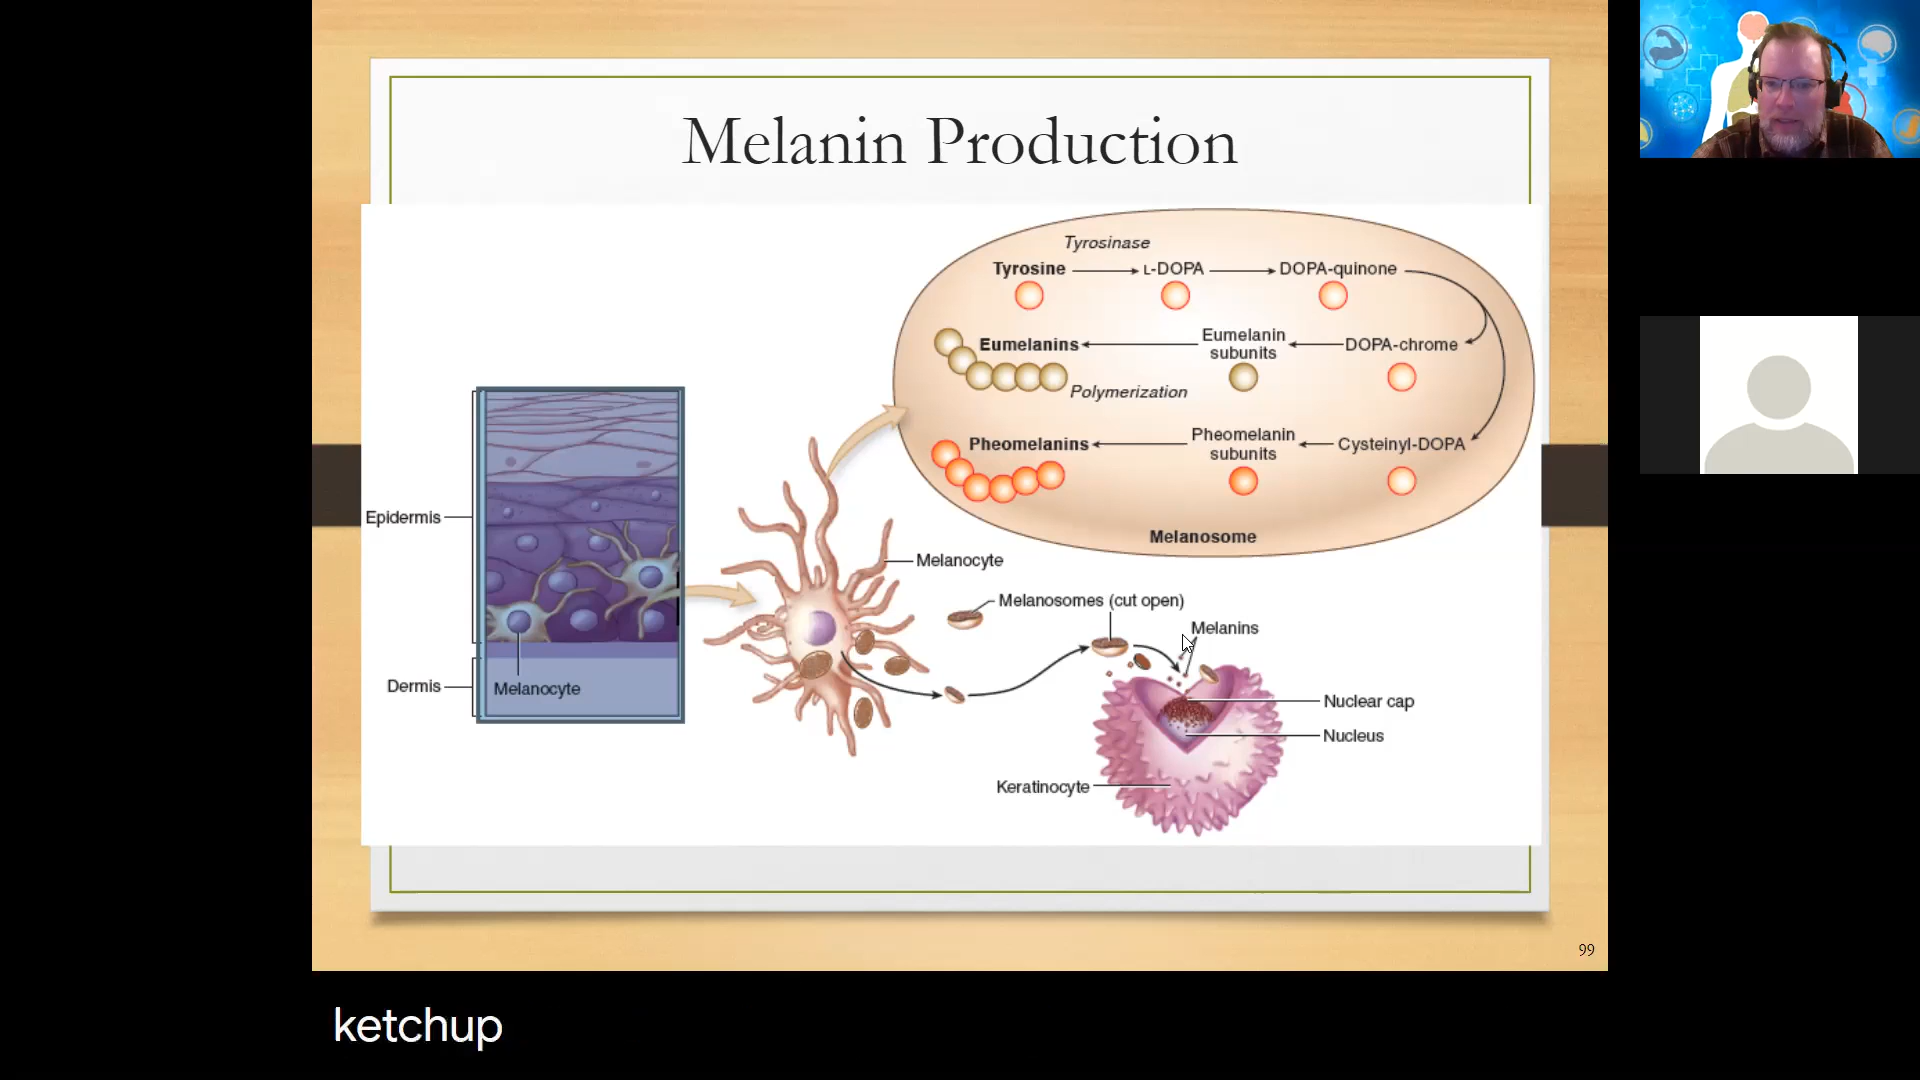 Melanin Production
Tyrosinase
Tyrosine
L-DOPA
DOPA-quinone
Eumelanins
Eumelanin
subunits
DOPA-chrome
Polymerization
Pheomelanins
Pheomelanin
subunits
Cysteinyl-DOPA
Melanosome
Epidermis
Dermis
Melanocyte
Melanocyte
Melanosomes (cut open)
Melanins
Nuclear cap
Nucleus
Keratinocyte
99
ketchup